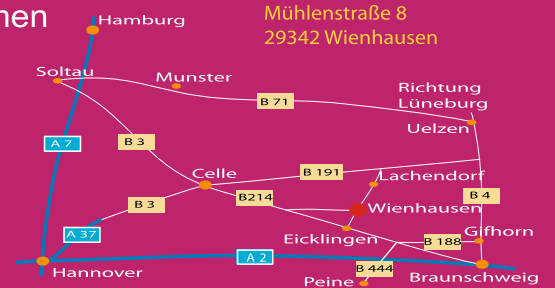 nen
Mühlenstraße 8
29342 Wienhausen
Hamburg
Soltau
Munster
Richtung
Lüneburg
B 71
Uelzen
A 7
B 3
Celle
B 191
Lachendorf
B 3
B214
B 4
Wienhausen
A 37
Eicklingen
B 188
Gifhorn
A 2
Hannover
B 444
Peine
Braunschweig